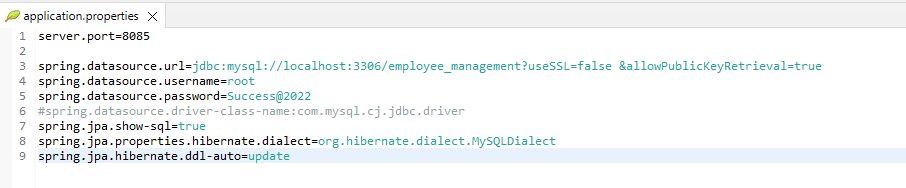 application.properties
1 server.port=8085
2
3 spring.datasource.url=jdbc:mysql://localhost:3306/employee_management?useSSL=false &allowPublicKeyRetrieval=true
4 spring.datasource.username=root
5 spring.datasource.password=Success@2022
6 #spring.datasource.driver-class-name:com.mysql.cj.jdbc.driver
7 spring.jpa.show-sql=true
8 spring.jpa.properties.hibernate.dialect=org.hibernate.dialect.MySQLDialect
9 spring.jpa.hibernate.ddl-auto=update